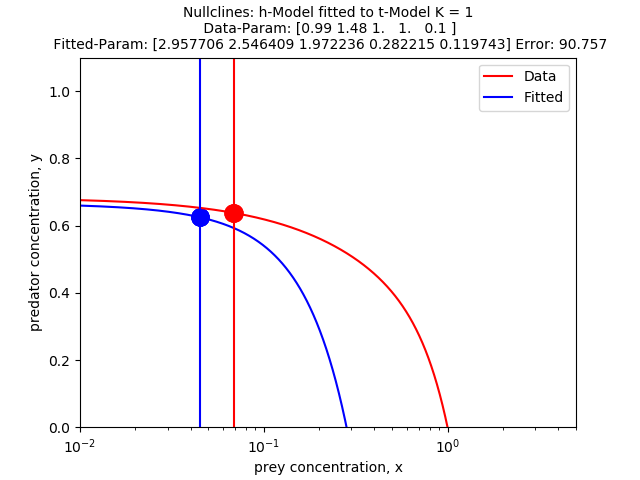 Nullclines: h-Model fitted to t-Model K = 1
Data-Param: [0.99 1.48 1.   1.   0.1 ]
Fitted-Param: [2.957706 2.546409 1.972236 0.282215 0.119743] Error: 90.757
Data
Fitted
predator concentration, y
1.0
0.8
0.6
0.4
0.2
0.0
10⁻²
10⁻¹
10⁰
prey concentration, x